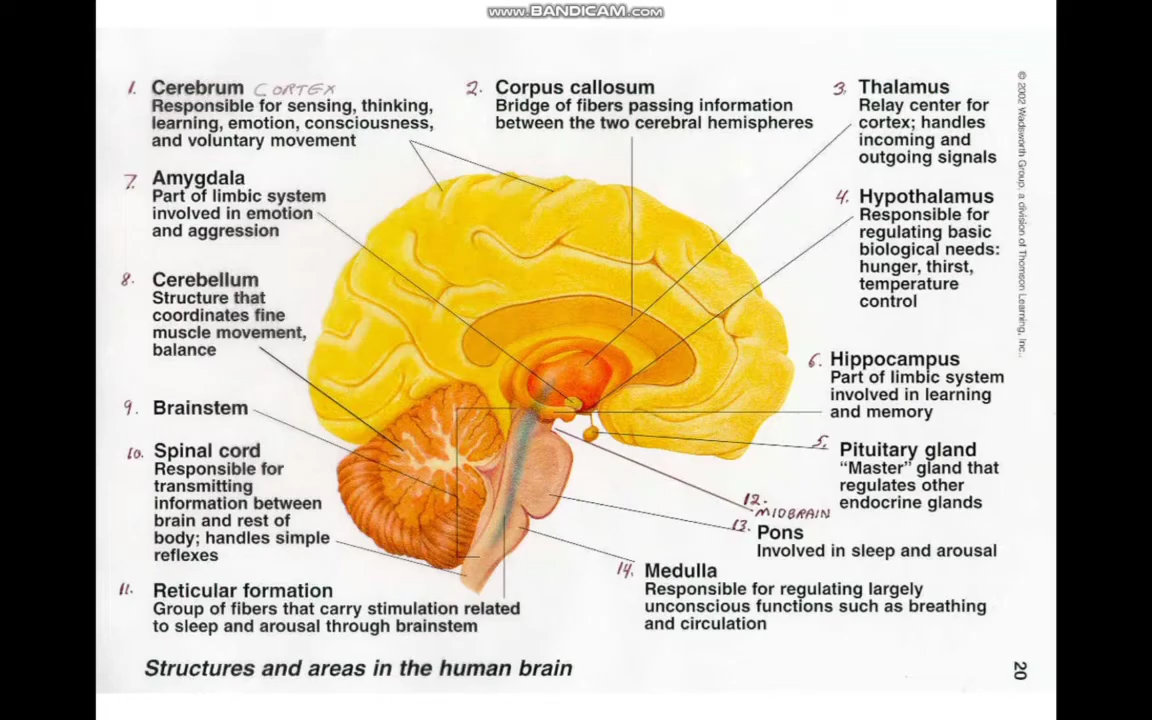 www.BANDICAM.com
1. Cerebrum CORTEX
Responsible for sensing, thinking,
learning, emotion, consciousness,
and voluntary movement
2. Corpus callosum
Bridge of fibers passing information
between the two cerebral hemispheres
3. Thalamus
Relay center for
cortex; handles
incoming and
outgoing signals
7. Amygdala
Part of limbic system
involved in emotion
and aggression
4. Hypothalamus
Responsible for
regulating basic
biological needs:
hunger, thirst,
temperature
control
8. Cerebellum
Structure that
coordinates fine
muscle movement,
balance
6. Hippocampus
Part of limbic system
involved in learning
and memory
9. Brainstem
5. Pituitary gland
"Master" gland that
regulates other
endocrine glands
10. Spinal cord
Responsible for
transmitting
information between
brain and rest of
body; handles simple
reflexes
12.
MIDBRAIN
13. Pons
Involved in sleep and arousal
14. Medulla
Responsible for regulating largely
unconscious functions such as breathing
and circulation
11. Reticular formation
Group of fibers that carry stimulation related
to sleep and arousal through brainstem
Structures and areas in the human brain
20
© 2002 Wadsworth Group, a division of Thomson Learning, Inc..